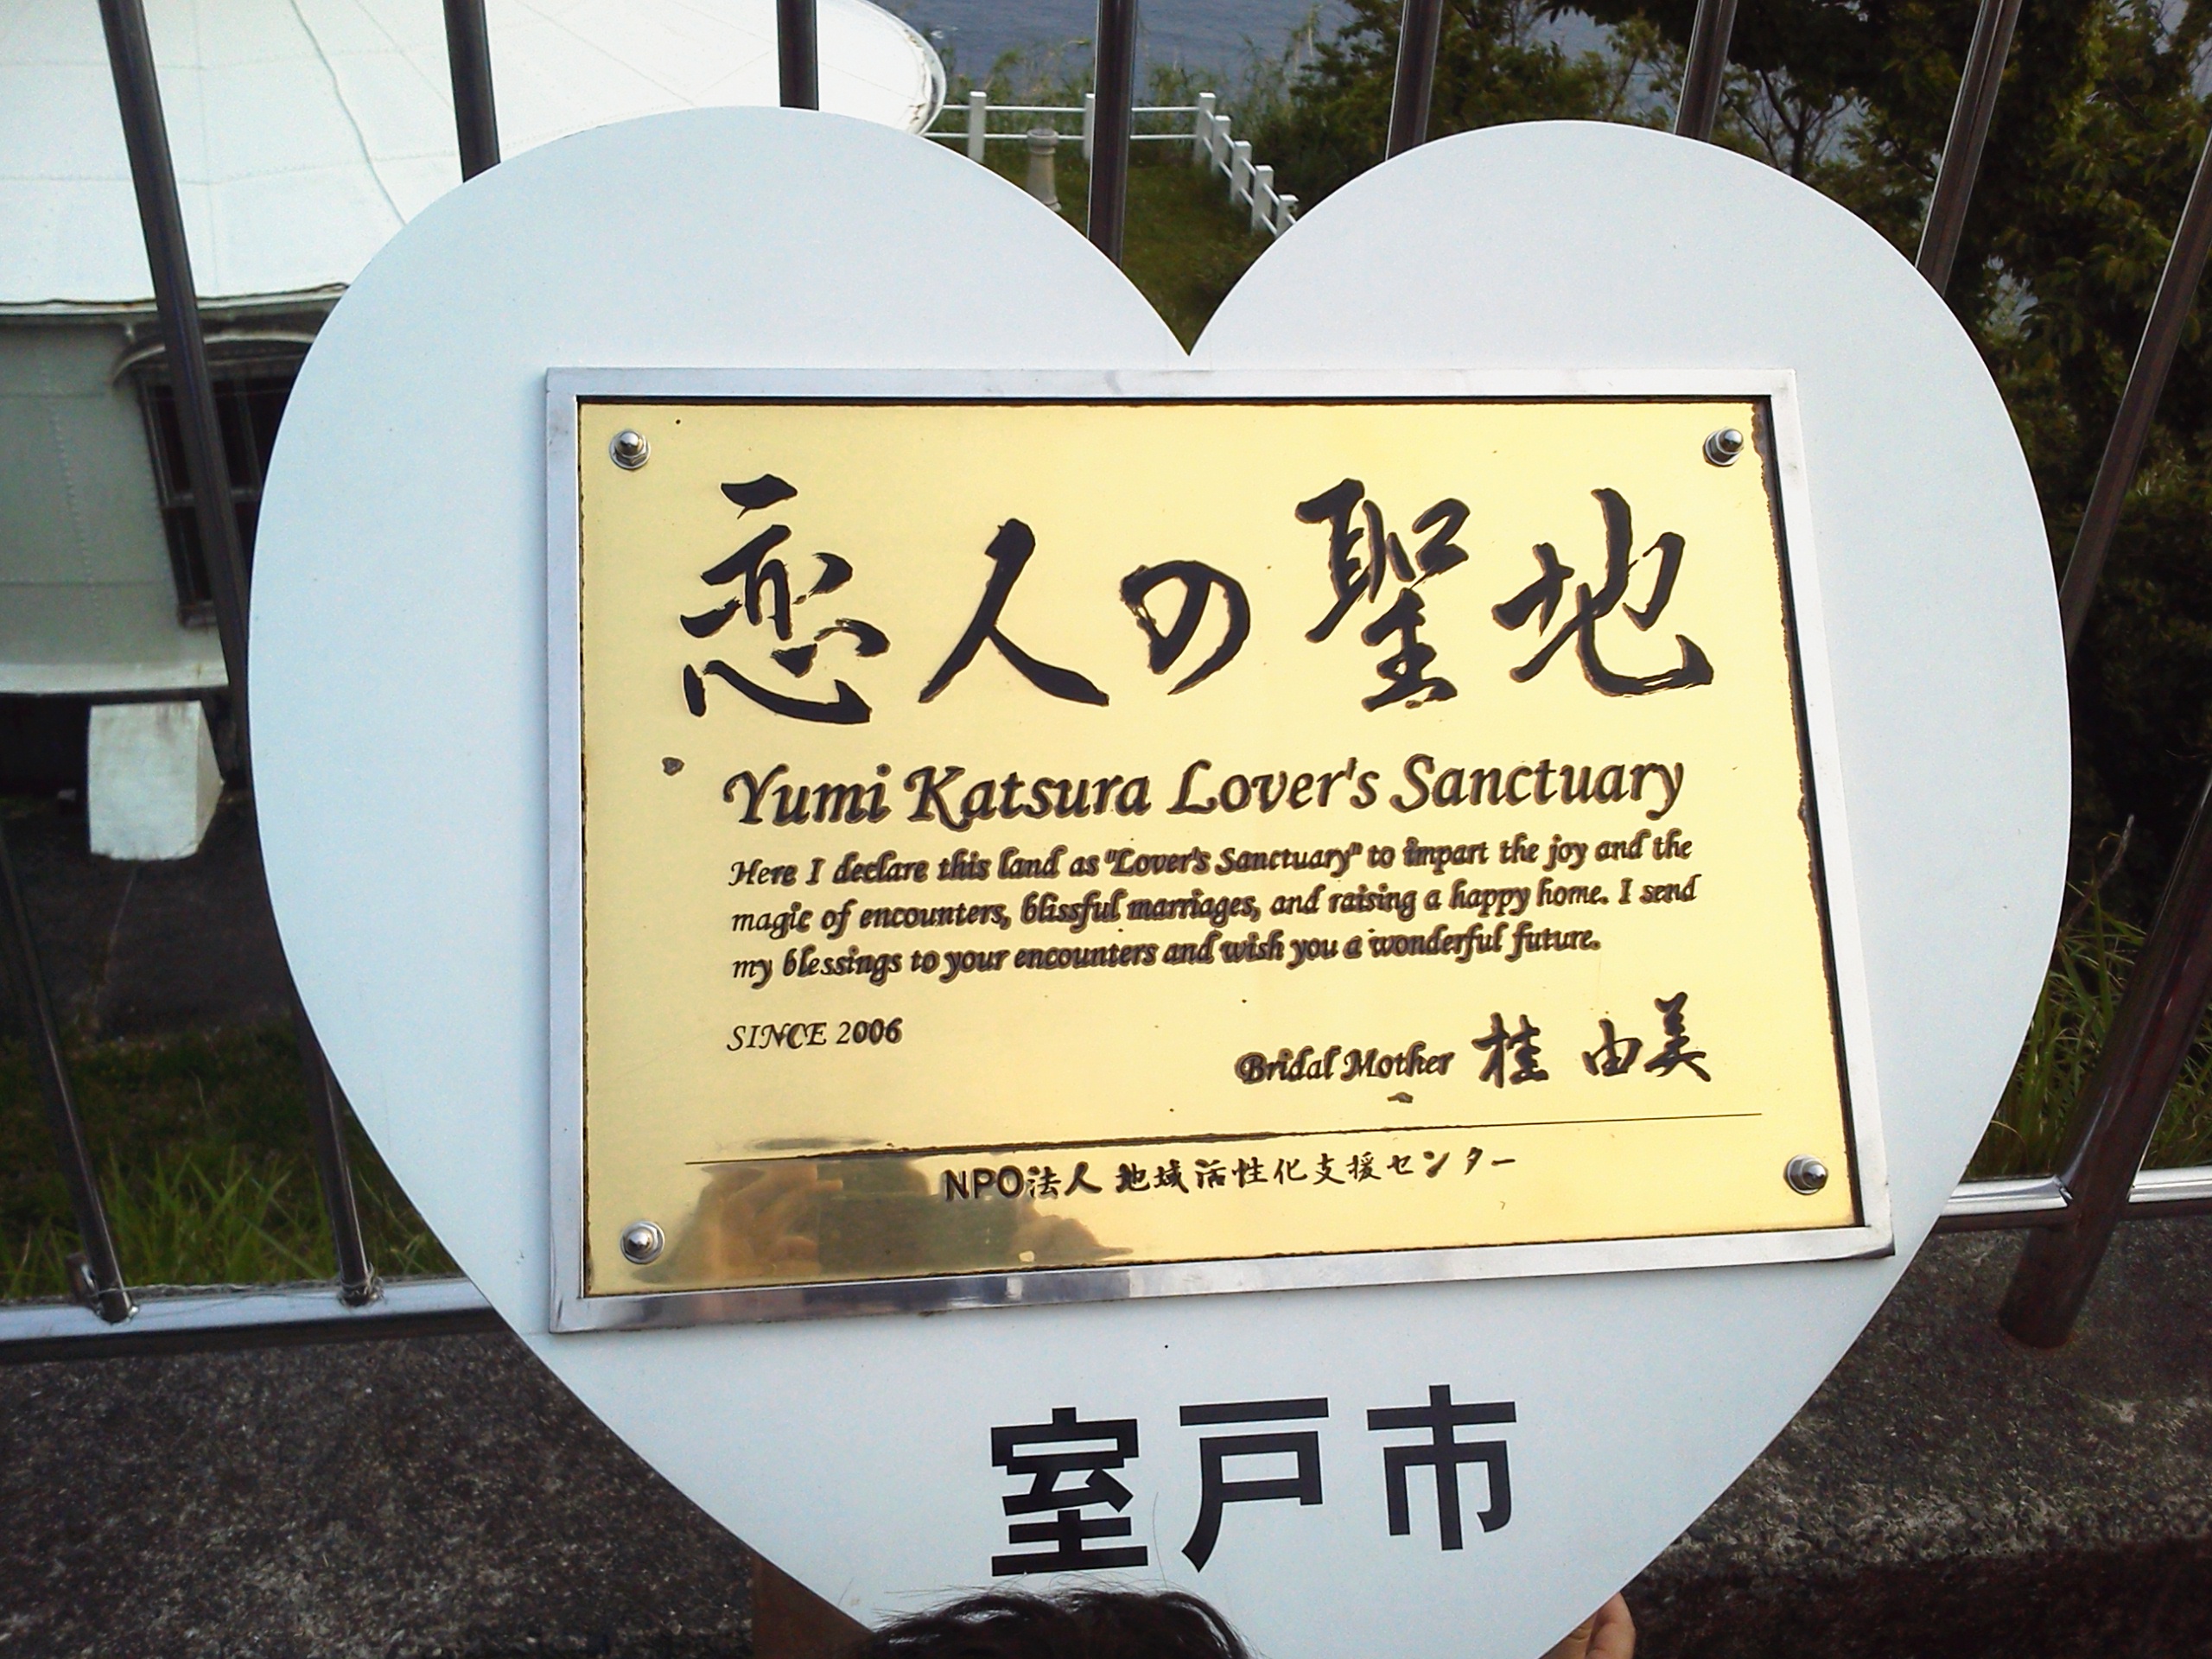 恋人の聖地
Yumi Katsura Lover's Sanctuary
Here I declare this land as "Lover's Sanctuary" to impart the joy and the
magic of encounters, blissful marriages, and raising a happy home. I send
my blessings to your encounters and wish you a wonderful future.
SINCE 2006
Bridal Mother 桂 由美
NPO法人 地域活性化支援センター
室戸市